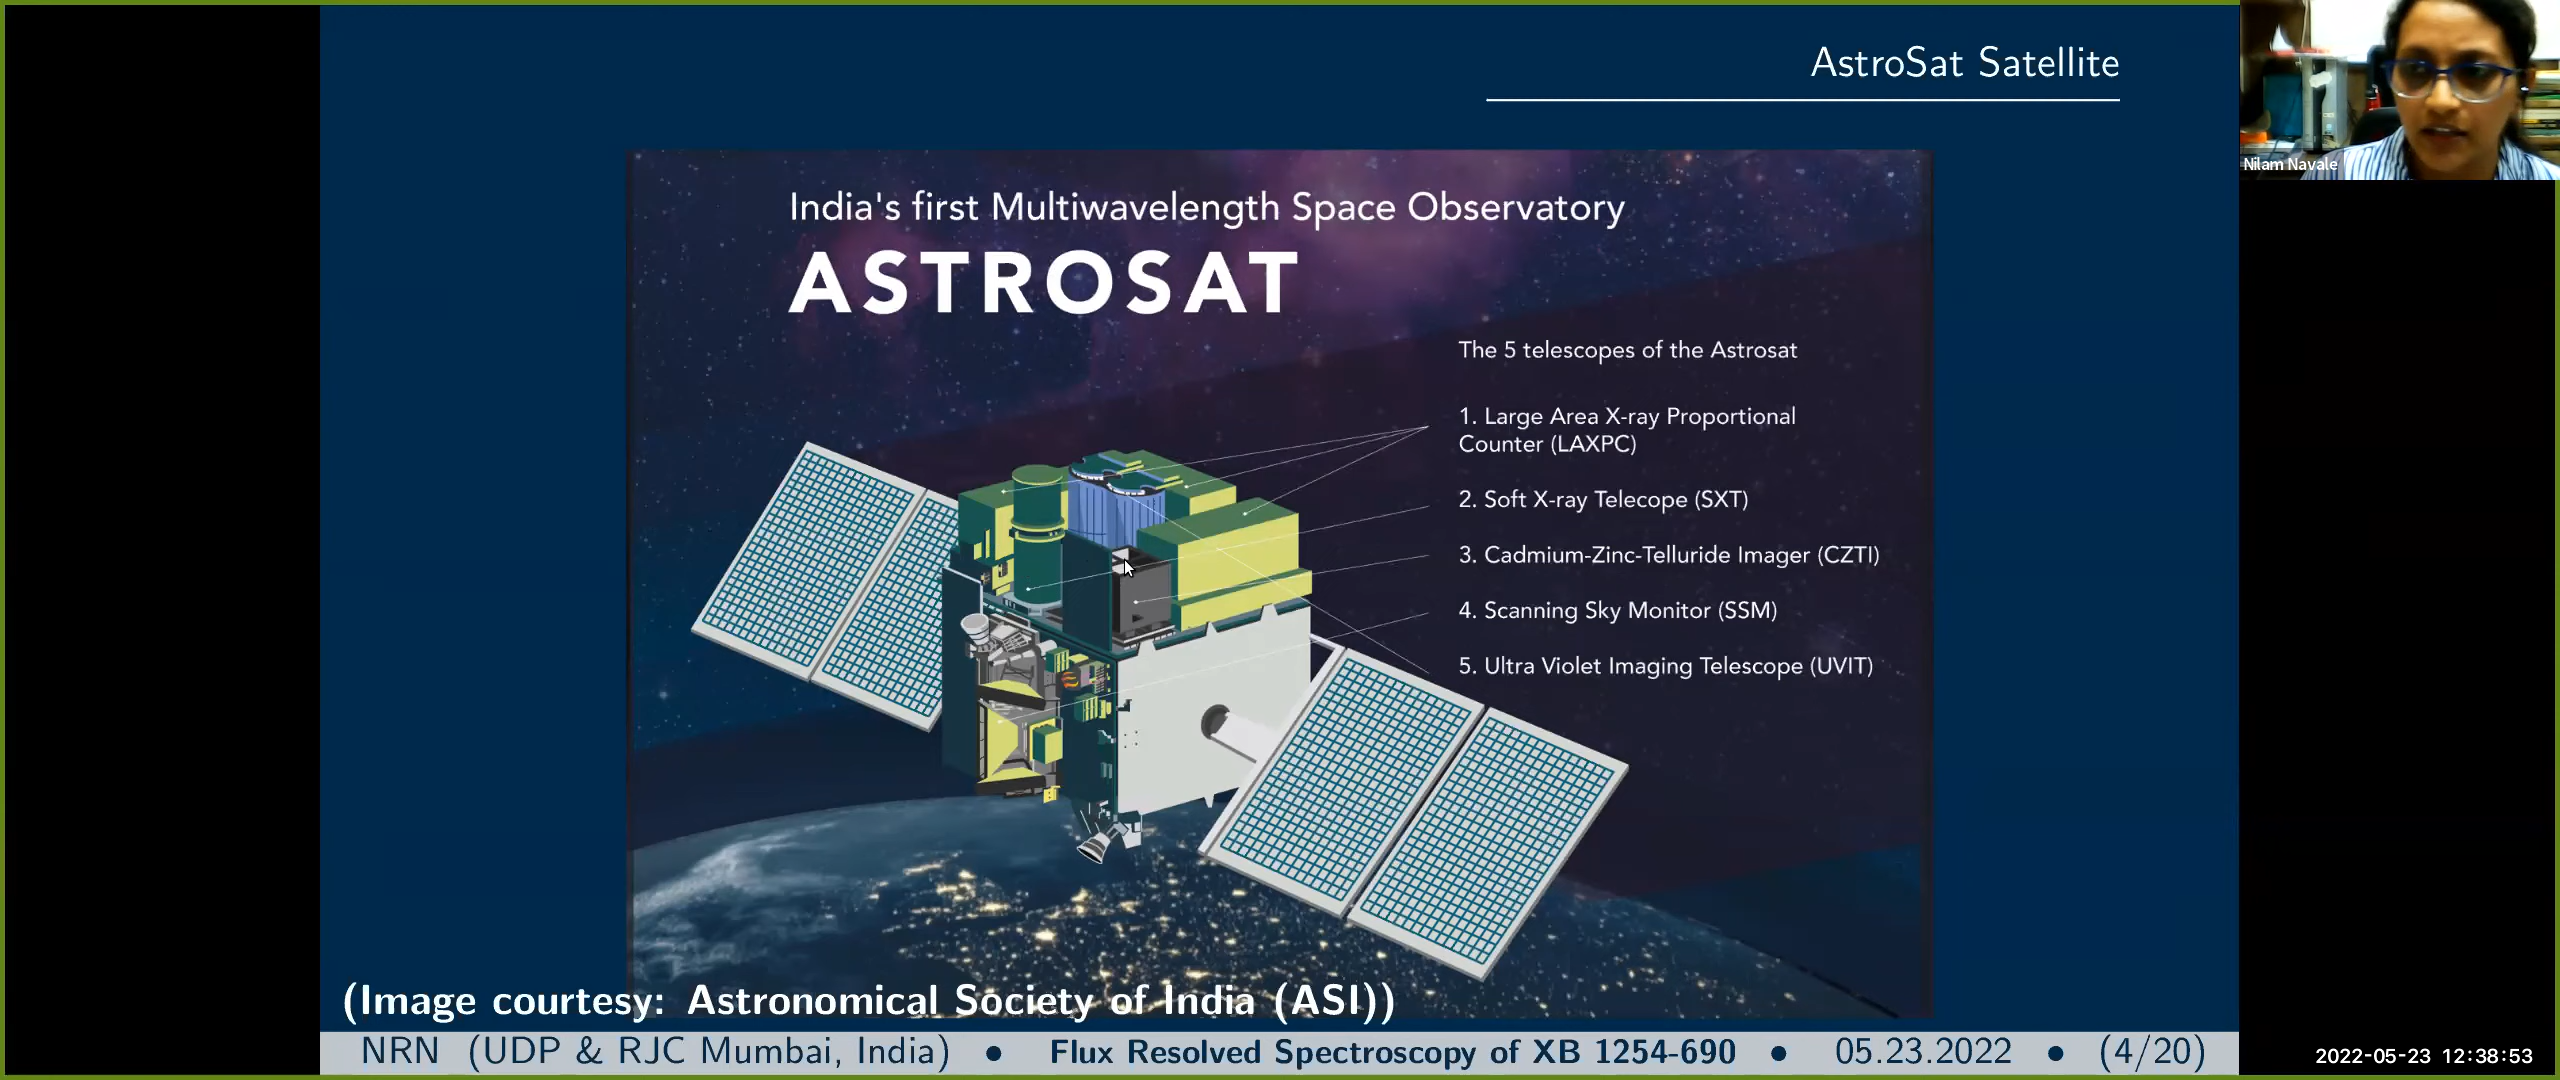 AstroSat Satellite
Nilam Navale
India's first Multiwavelength Space Observatory
ASTROSAT
The 5 telescopes of the Astrosat
1. Large Area X-ray Proportional
Counter (LAXPC)
2. Soft X-ray Telecope (SXT)
3. Cadmium-Zinc-Telluride Imager (CZTI)
4. Scanning Sky Monitor (SSM)
5. Ultra Violet Imaging Telescope (UVIT)
(Image courtesy: Astronomical Society of India (ASI))
NRN (UDP & RJC Mumbai, India) • Flux Resolved Spectroscopy of XB 1254-690 • 05.23.2022 • (4/20)
2022-05-23 12:38:53